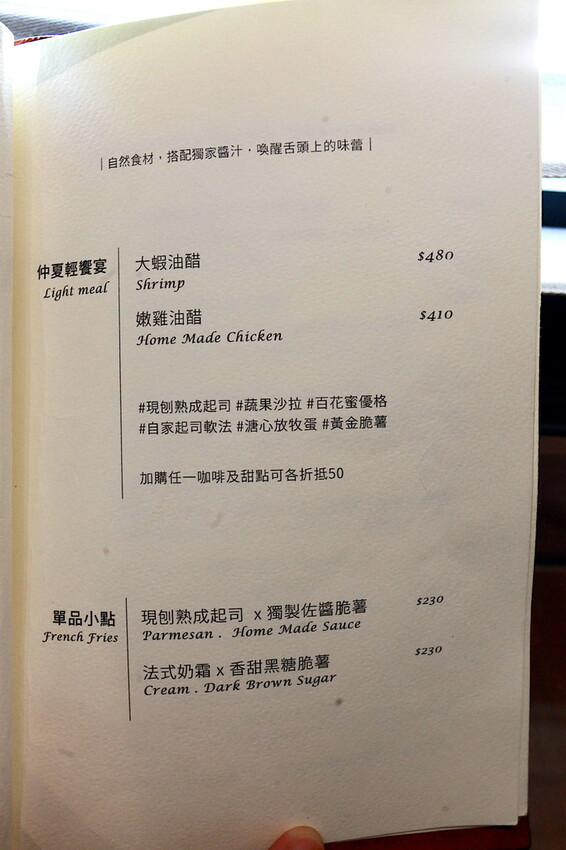 ｜自然食材，搭配獨家醬汁，喚醒舌頭上的味蕾｜
仲夏輕饗宴
Light meal
大蝦油醋 $480
Shrimp
嫩雞油醋 $410
Home Made Chicken
#現刨熟成起司 #蔬果沙拉 #百花蜜優格
#自家起司軟法 #溏心放牧蛋 #黃金脆薯
加購任一咖啡及甜點可各折抵50
單品小點
French Fries
現刨熟成起司 x 獨製佐醬脆薯 $230
Parmesan . Home Made Sauce
法式奶霜 x 香甜黑糖脆薯 $230
Cream . Dark Brown Sugar